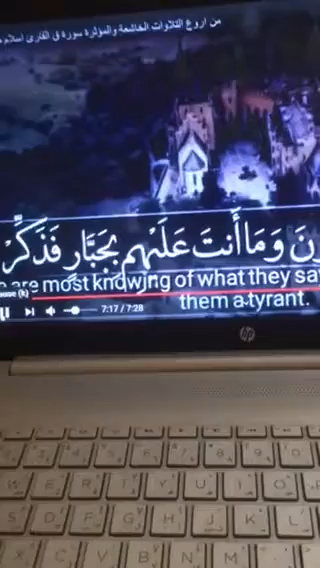 من اروع التلاوات الخاشعة والمؤثرة سورة ق القارئ اسلام
وَمَا أَنتَ عَلَيْهِم بِجَبَّارٍ فَذَكِّرْ
are most knowing of what they say
them a tyrant.
(k)
7:17 / 7:28
hp
E R T Y U I O
S D F G H J K L
X C V B N M